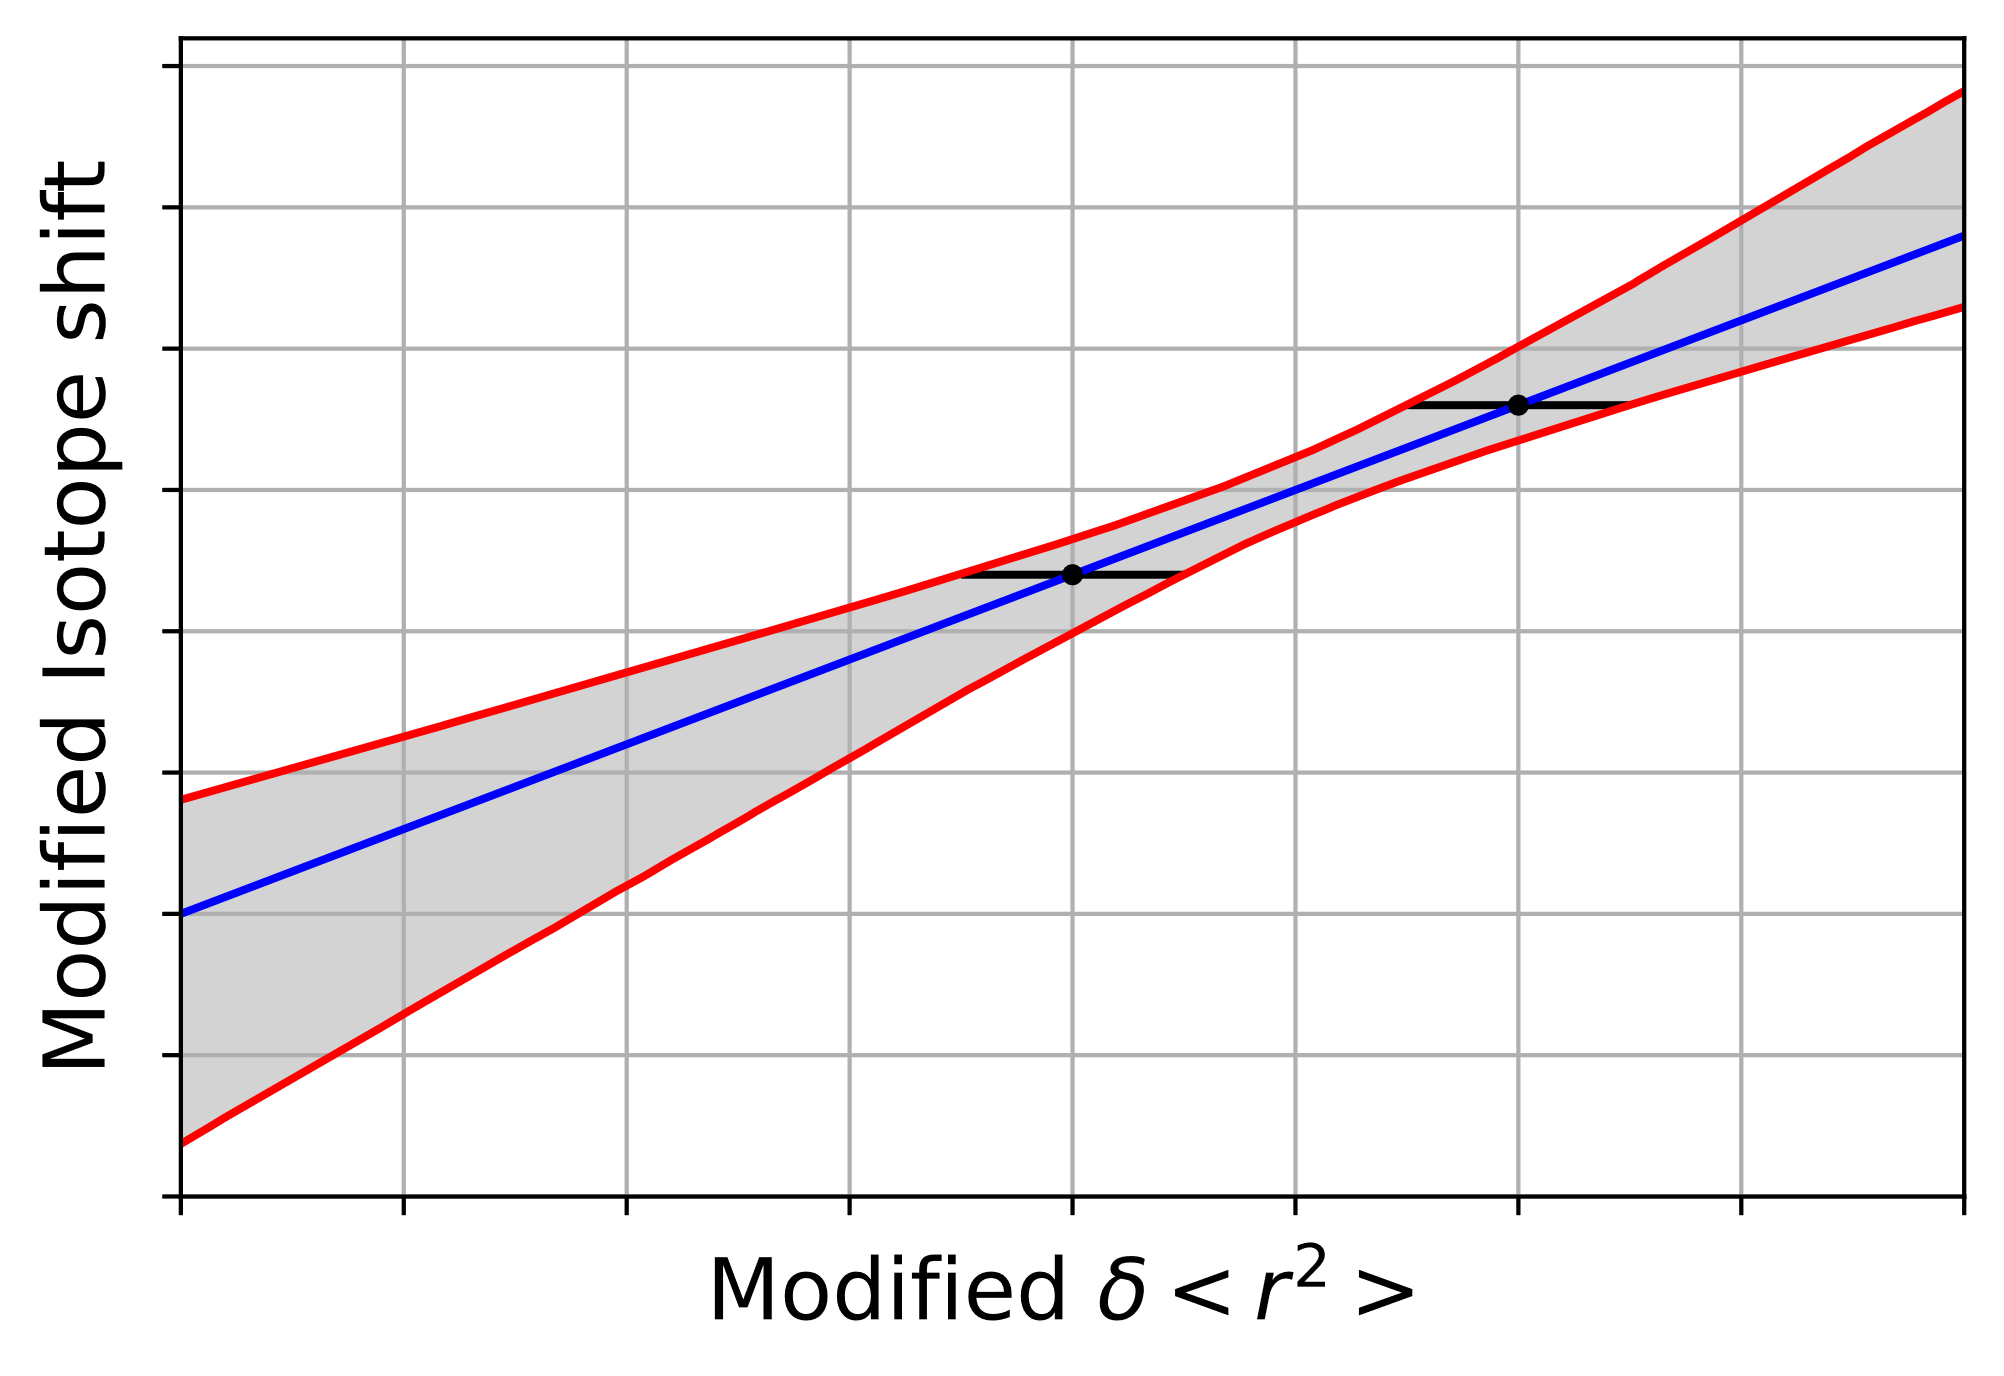 Modified Isotope shift
Modified δ < r² >